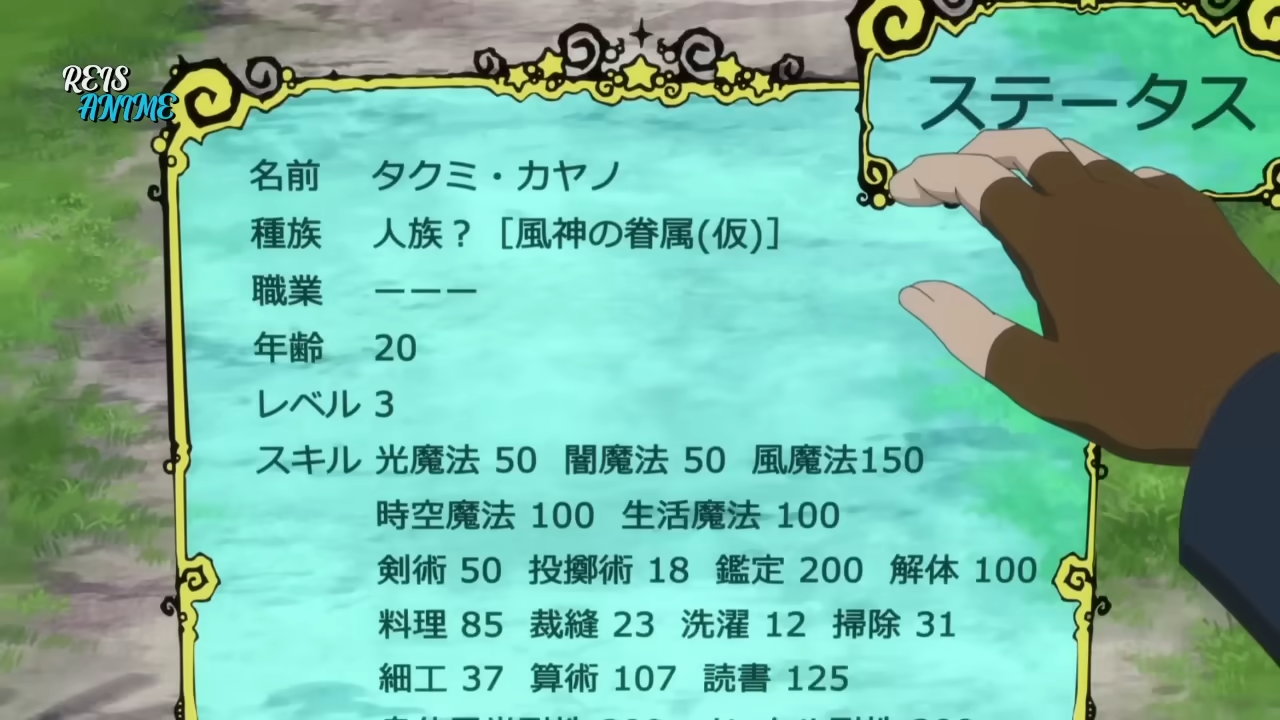 REIS
ANIME
ステータス
名前 タクミ・カヤノ
種族 人族？［風神の眷属(仮)］
職業 ーーー
年齢 20
レベル 3
スキル 光魔法 50 闇魔法 50 風魔法150
時空魔法 100 生活魔法 100
剣術 50 投擲術 18 鑑定 200 解体 100
料理 85 裁縫 23 洗濯 12 掃除 31
細工 37 算術 107 読書 125